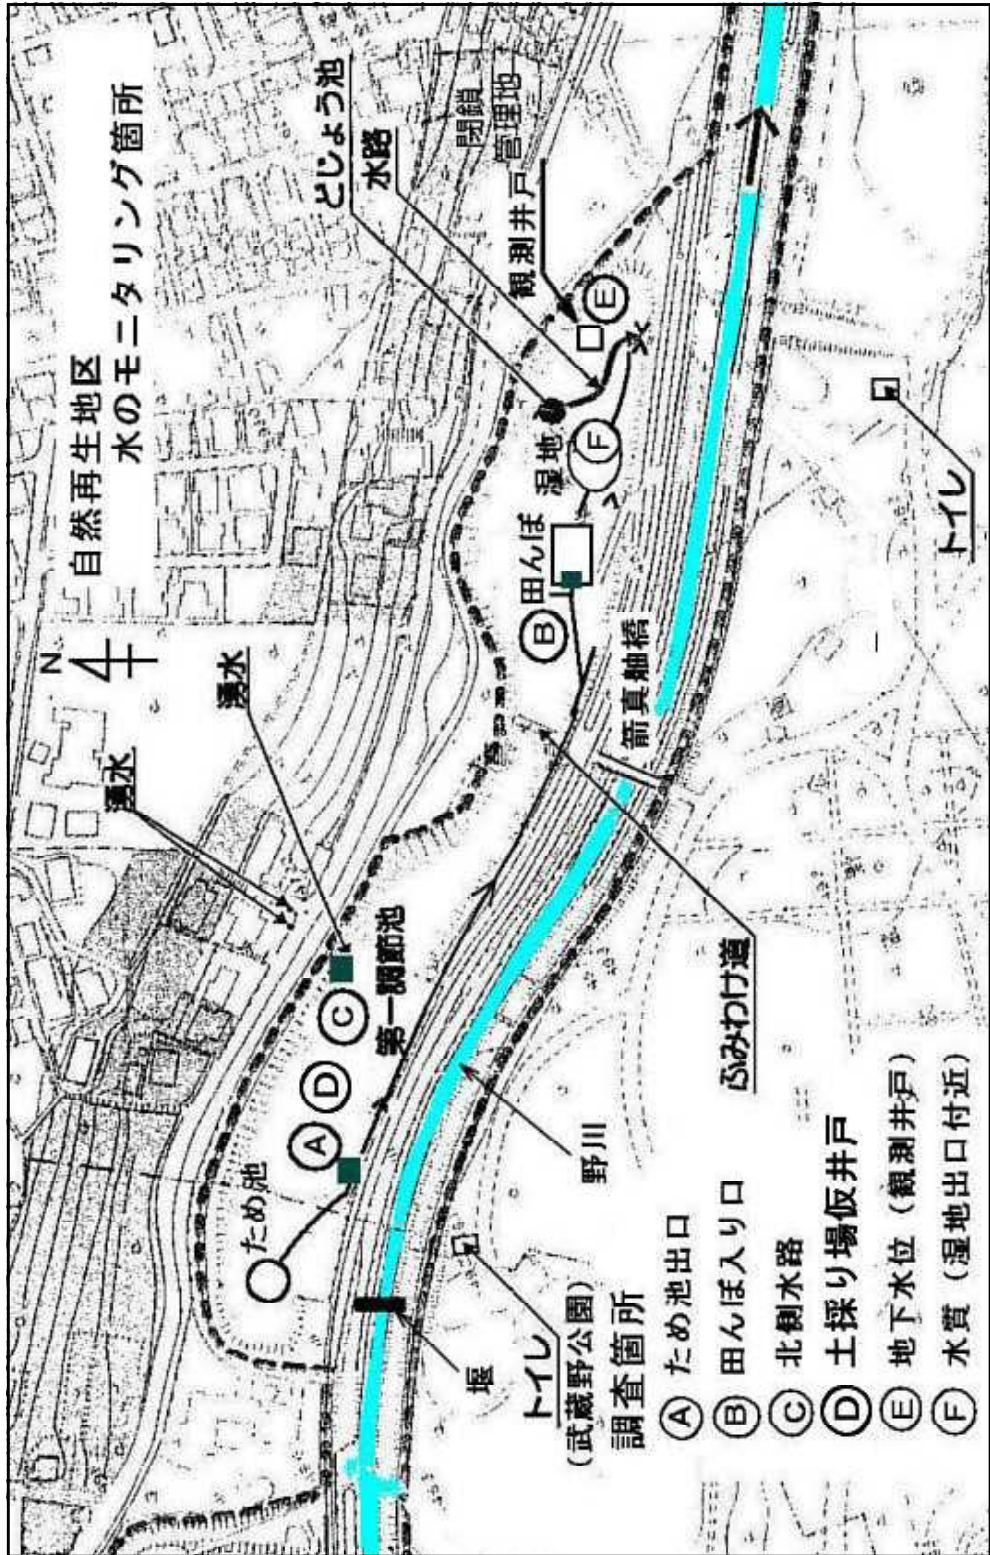 自然再生地区
水のモニタリング箇所
N
湧水
湧水
どじょう池
水路
閉鎖
管理地
観測井戸
E
湿地
F
田んぼ
B
C
第一調節池
D
A
ため池
箭真舳橋
トイレ
ふみわけ道
野川
堰
トイレ
(武蔵野公園)
調査箇所
A ため池出口
B 田んぼ入り口
C 北側水路
D 土採り場仮井戸
E 地下水位(観測井戸)
F 水質(湿地出口付近)